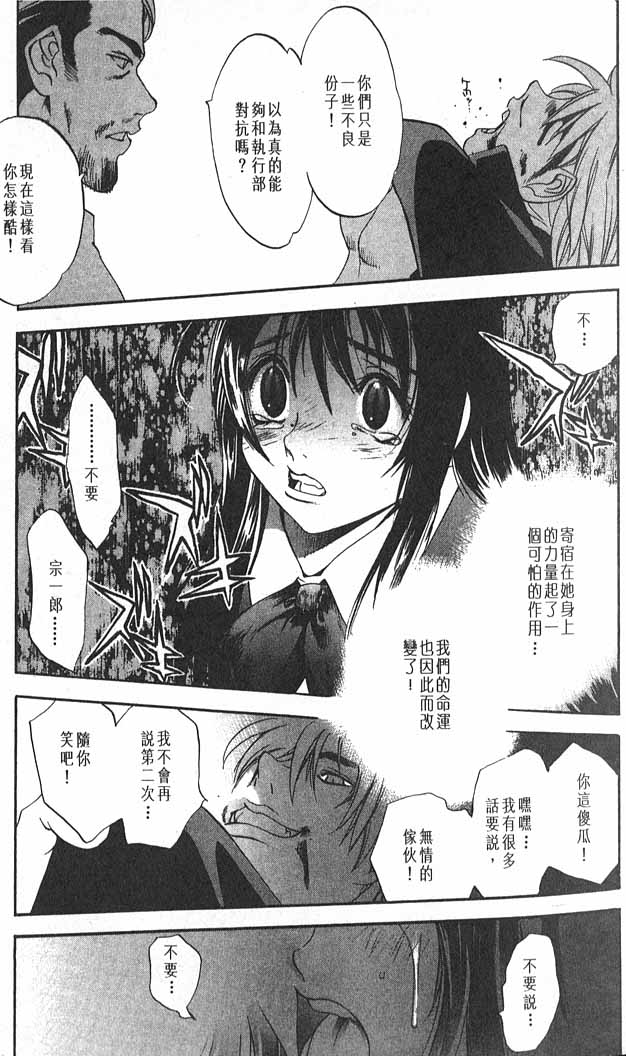 你們只是
一些不良
份子！
以為真的能
夠和執行部
對抗嗎？
現在這樣看
你怎樣酷！
不…
寄宿在她身上
的力量起了一
個可怕的作用…
我們的命運
也因此而改
變了！
………不要
宗一郎……
你這傻瓜！
嘿嘿…
我有很多
話要說，
無情的
傢伙！
我不會再
說第二次…
隨你
笑吧！
不要說…
不要…